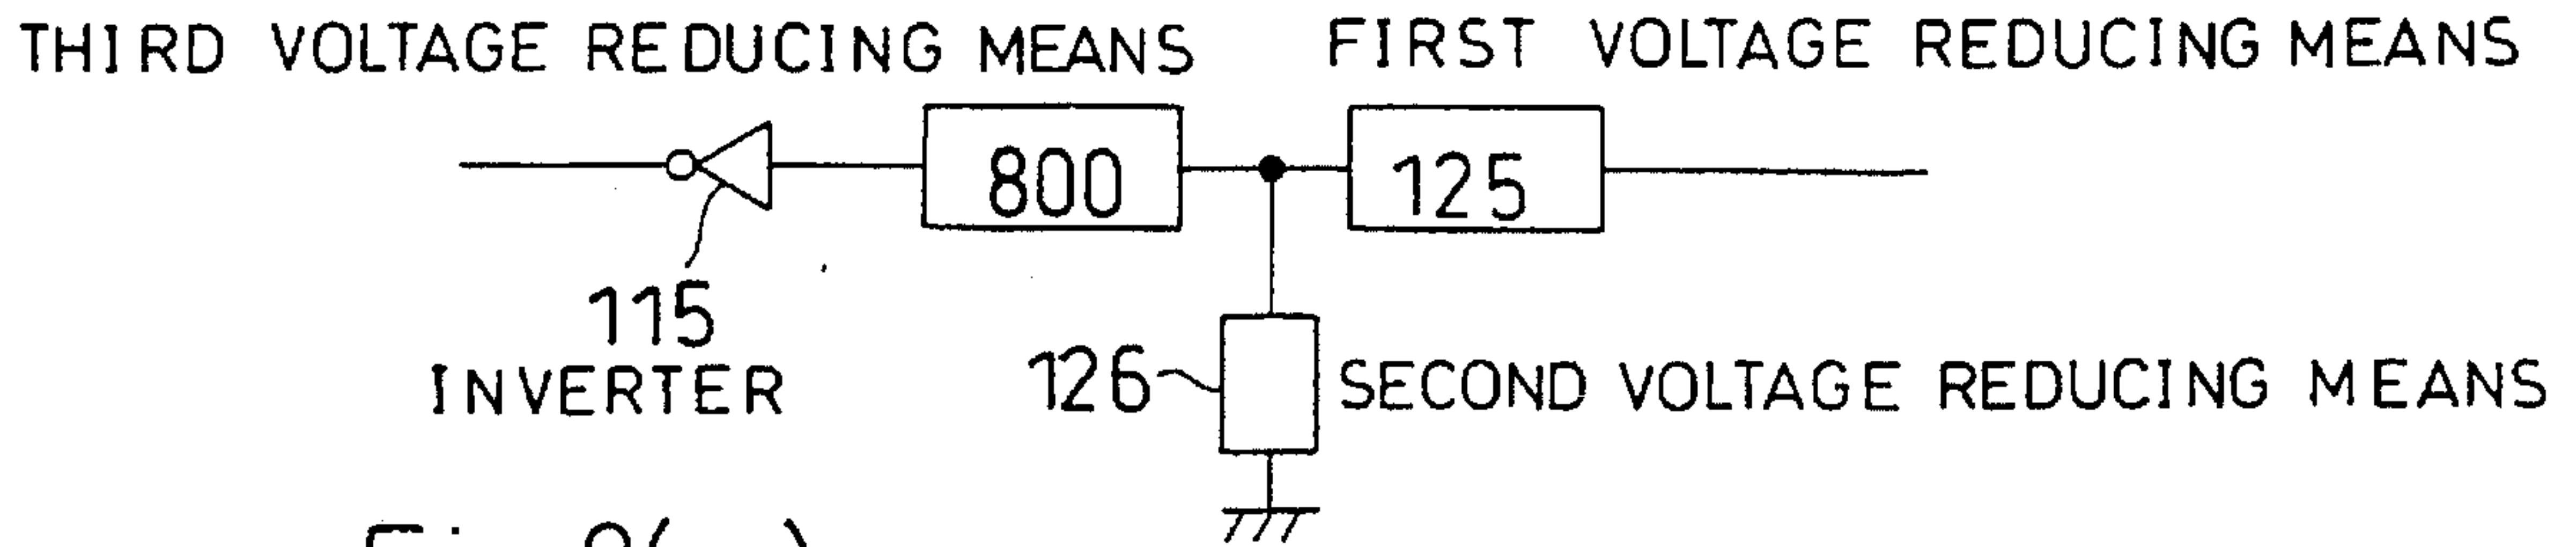 THIRD VOLTAGE REDUCING MEANS
FIRST VOLTAGE REDUCING MEANS
800
125
115
INVERTER
126
SECOND VOLTAGE REDUCING MEANS